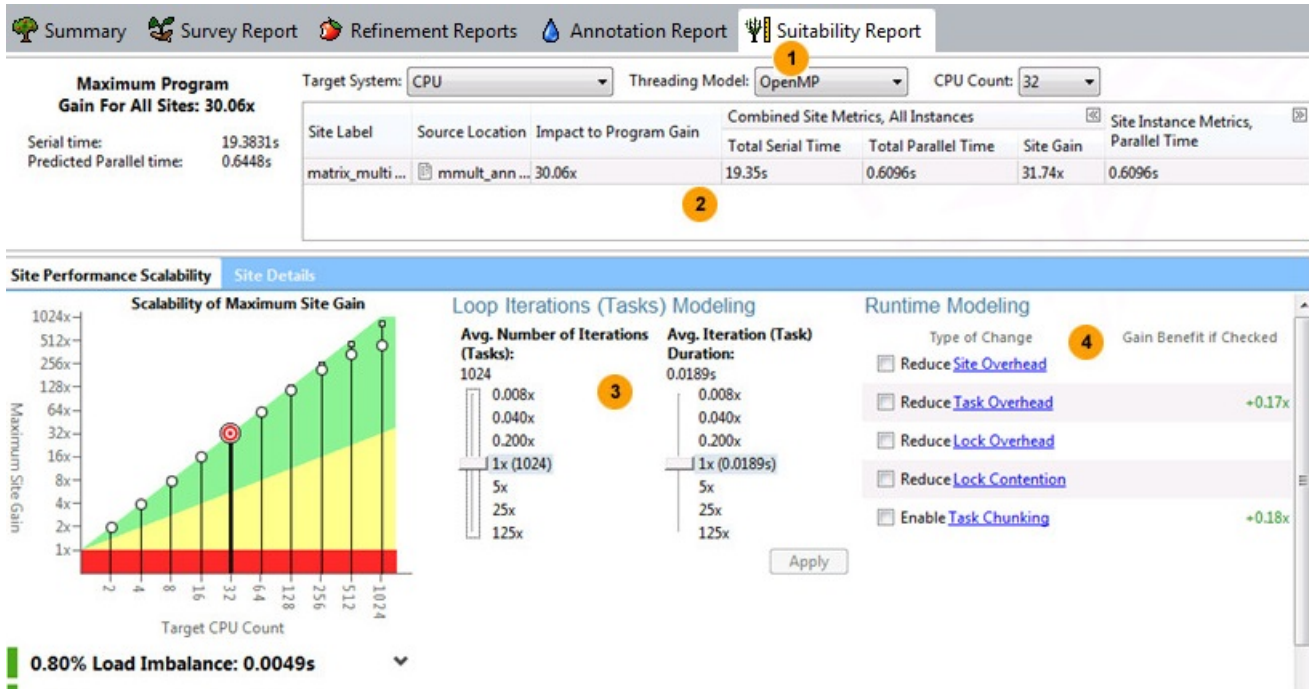 Summary Survey Report Refinement Reports Annotation Report Suitability Report
1
Maximum Program
Gain For All Sites: 30.06x
Serial time: 19.3831s
Predicted Parallel time: 0.6448s
Target System: CPU Threading Model: OpenMP CPU Count: 32
Site Label Source Location Impact to Program Gain Combined Site Metrics, All Instances Site Instance Metrics,
Parallel Time
Total Serial Time Total Parallel Time Site Gain
matrix_multi ... mmult_ann ... 30.06x 19.35s 0.6096s 31.74x 0.6096s
2
Site Performance Scalability Site Details
Scalability of Maximum Site Gain
Maximum Site Gain
1024x
512x
256x
128x
64x
32x
16x
8x
4x
2x
1x
2 4 8 16 32 64 128 256 512 1024
Target CPU Count
0.80% Load Imbalance: 0.0049s
Loop Iterations (Tasks) Modeling
Avg. Number of Iterations
(Tasks):
1024
0.008x
0.040x
0.200x
1x (1024)
5x
25x
125x
3
Avg. Iteration (Task)
Duration:
0.0189s
0.008x
0.040x
0.200x
1x (0.0189s)
5x
25x
125x
Apply
Runtime Modeling
Type of Change 4 Gain Benefit if Checked
Reduce Site Overhead
Reduce Task Overhead +0.17x
Reduce Lock Overhead
Reduce Lock Contention
Enable Task Chunking +0.18x